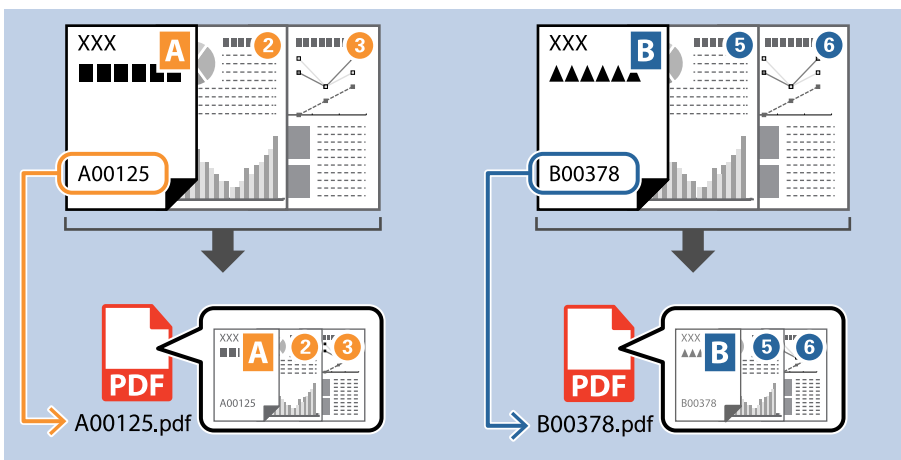 XXX
A
2
3
A00125
XXX
B
5
6
B00378
PDF
XXX
A
2
3
A00125
A00125.pdf
PDF
XXX
B
5
6
B00378
B00378.pdf